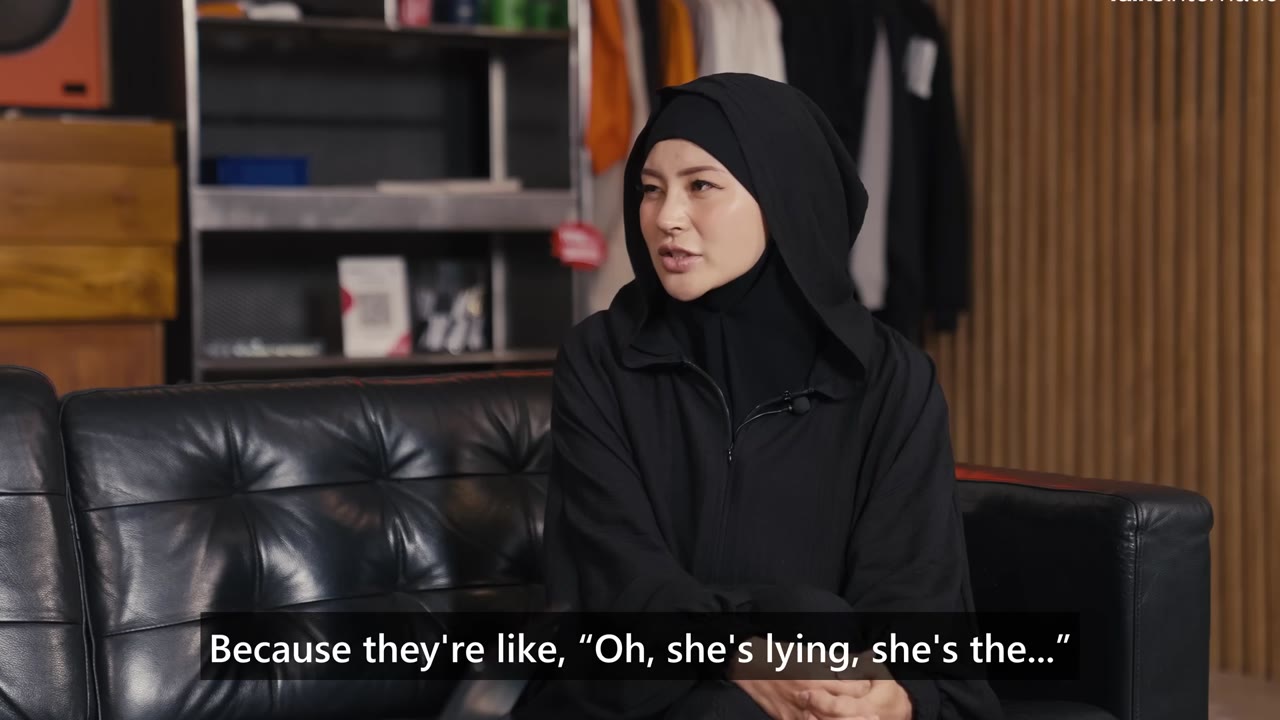 Because they're like, “Oh, she's lying, she's the...”